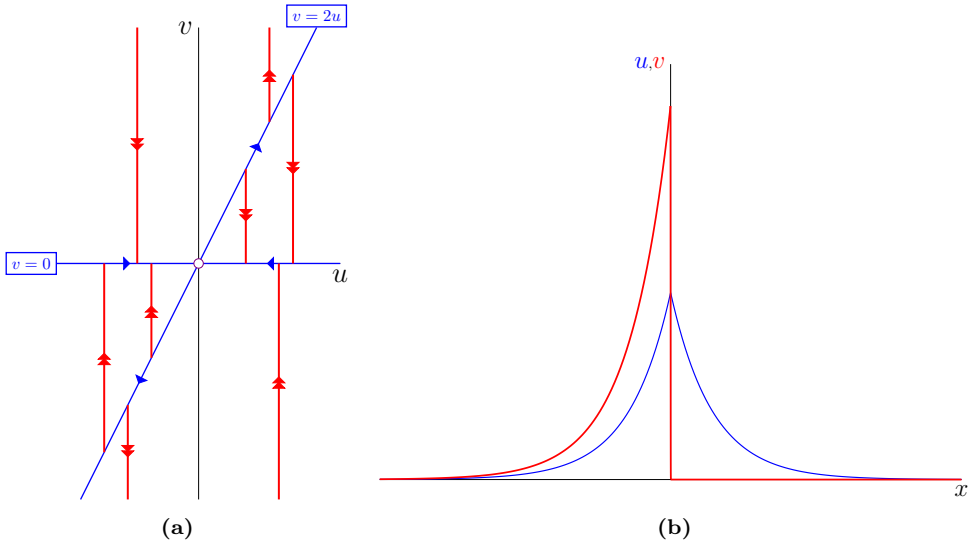 v = 2u
v
v = 0
u
(a)
u,v
x
(b)